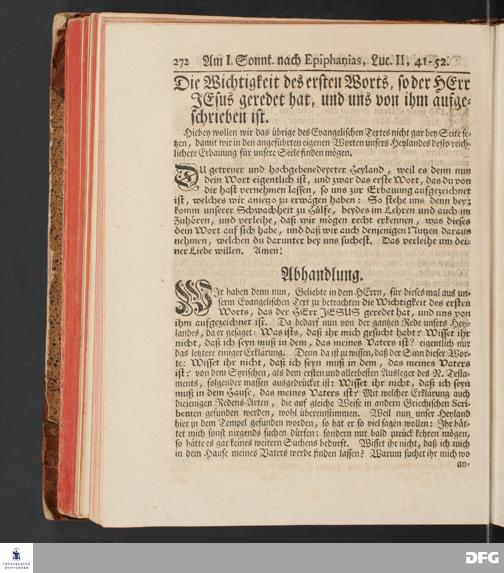 272 Am I. Sonnt. nach Epiphanias, Luc. II, 41-52.
Die Wichtigkeit des ersten Worts, so der HErr
JEsus geredet hat, und uns von ihm aufge-
schrieben ist.
Hiebey wollen wir das übrige des Evangelischen Textes nicht gar bey Seite se-
tzen, damit wir in den angeführten eigenen Worten unsers Heylandes desto reich-
lichere Erbauung für unsere Seele finden mögen.
DU getreuer und hochgebenedeyeter Heyland, weil es denn nun
dein Wort eigentlich ist, und zwar das erste Wort, das du von
dir hast vernehmen lassen, so uns zur Erbauung aufgezeichnet
ist, welches wir anietzo zu erwägen haben: So stehe uns denn bey;
komm unserer Schwachheit zu Hülfe, beydes im Lehren und auch im
Zuhören, und verleihe, daß wir mögen recht erkennen, was dieses
dein Wort auf sich habe, und daß wir auch denjenigen Nutzen daraus
nehmen, welchen du darunter bey uns suchest. Das verleihe um dei-
ner Liebe willen. Amen!
Abhandlung.
WIr haben denn nun, Geliebte in dem HErrn, für dieses mal aus un-
serm Evangelischen Text zu betrachten die Wichtigkeit des ersten
Worts, das der HErr JESUS geredet hat, und uns von
ihm aufgezeichnet ist. Da bedarf nun von der gantzen Rede unsers Hey-
landes, da er gesaget: Was ists, daß ihr mich gesucht habt? Wisset ihr
nicht, daß ich seyn muß in dem, das meines Vaters ist? eigentlich nur
das letztere einiger Erklärung. Denn da ist zu wissen, daß der Sinn dieser Wor-
te: Wisset ihr nicht, daß ich seyn muß in dem, das meines Vaters
ist? von dem Syrischen, als dem ersten und allerbesten Ausleger des N. Testa-
ments, folgender massen ausgedrücket ist: Wisset ihr nicht, daß ich seyn
muß in dem Hause, das meines Vaters ist? Mit welcher Erklärung auch
diejenigen Redens-Arten, die auf gleiche Weise in andern Griechischen Scri-
benten gefunden werden, wohl übereinstimmen. Weil nun unser Heyland
hier in dem Tempel gefunden worden, so hat er so viel sagen wollen: Ihr hät-
tet mich sonst nirgends suchen dürfen; sondern nur bald zurück kehren mögen,
so hätte es gar keines weitern Suchens bedurft. Wisset ihr nicht, daß ich mich
in dem Hause meines Vaters werde finden lassen? Warum suchet ihr mich wo
an-
FRANCKESCHE
STIFTUNGEN
DFG